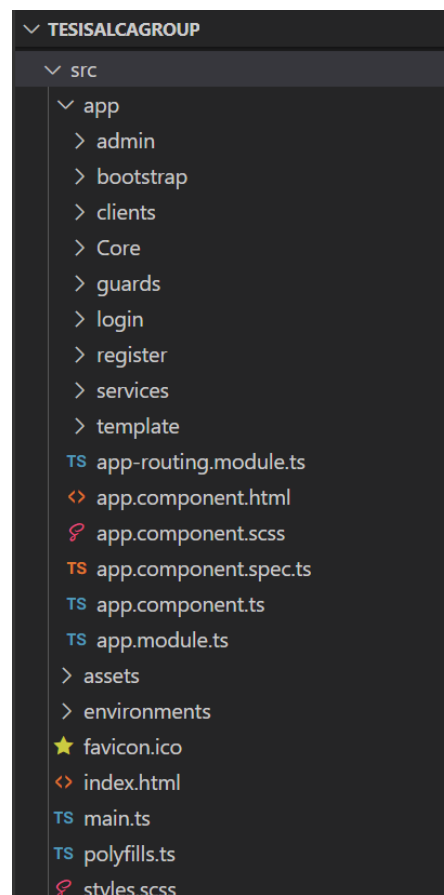 TESISALCAGROUP
src
app
admin
bootstrap
clients
Core
guards
login
register
services
template
TS app-routing.module.ts
<> app.component.html
app.component.scss
TS app.component.spec.ts
TS app.component.ts
TS app.module.ts
assets
environments
favicon.ico
<> index.html
TS main.ts
TS polyfills.ts
styles.scss